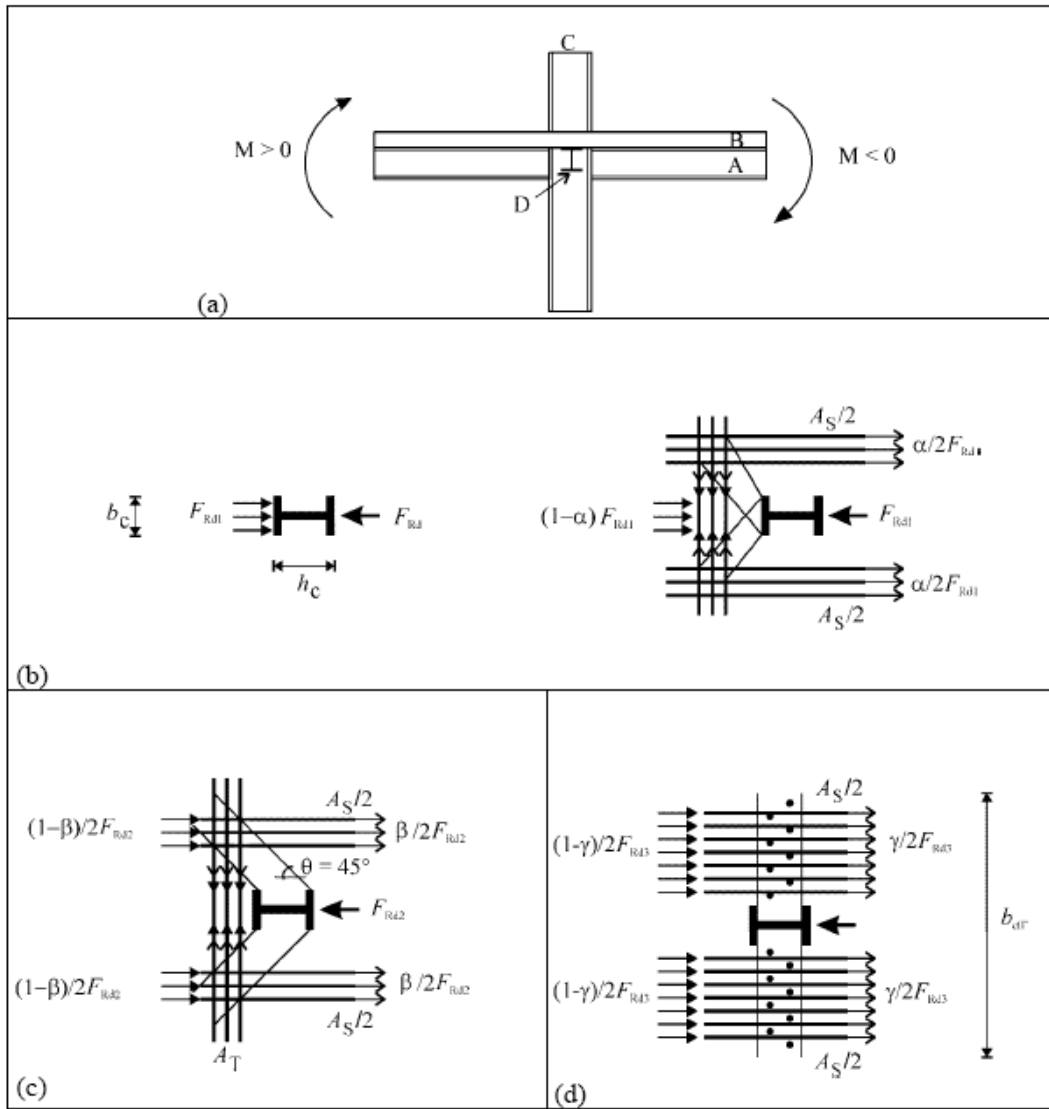 C
M > 0
B
A
M < 0
D
(a)
b_c
F_Rd1
F_Rd
h_c
A_S/2
α/2F_Rd1
(1–α) F_Rd1
F_Rd1
α/2F_Rd1
A_S/2
(b)
A_S/2
(1–β)/2F_Rd2
β/2F_Rd2
θ = 45°
F_Rd2
(1–β)/2F_Rd2
β/2F_Rd2
A_S/2
A_T
(c)
A_S/2
(1-γ)/2F_Rd3
γ/2F_Rd3
b_eff
(1-γ)/2F_Rd3
γ/2F_Rd3
A_S/2
(d)